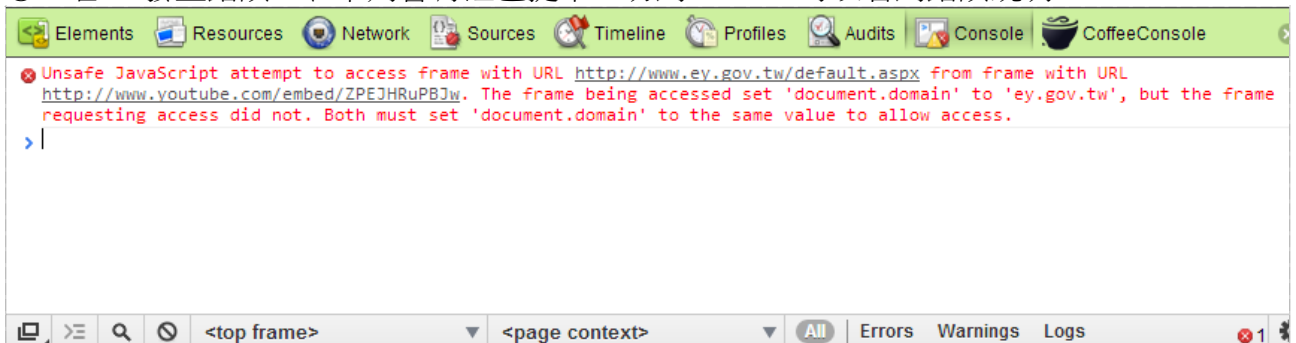 Elements Resources Network Sources Timeline Profiles Audits Console CoffeeConsole
Unsafe JavaScript attempt to access frame with URL http://www.ey.gov.tw/default.aspx from frame with URL
http://www.youtube.com/embed/ZPEJHRuPBJw. The frame being accessed set 'document.domain' to 'ey.gov.tw', but the frame
requesting access did not. Both must set 'document.domain' to the same value to allow access.
>
<top frame> ▼ <page context> ▼ All Errors Warnings Logs 1